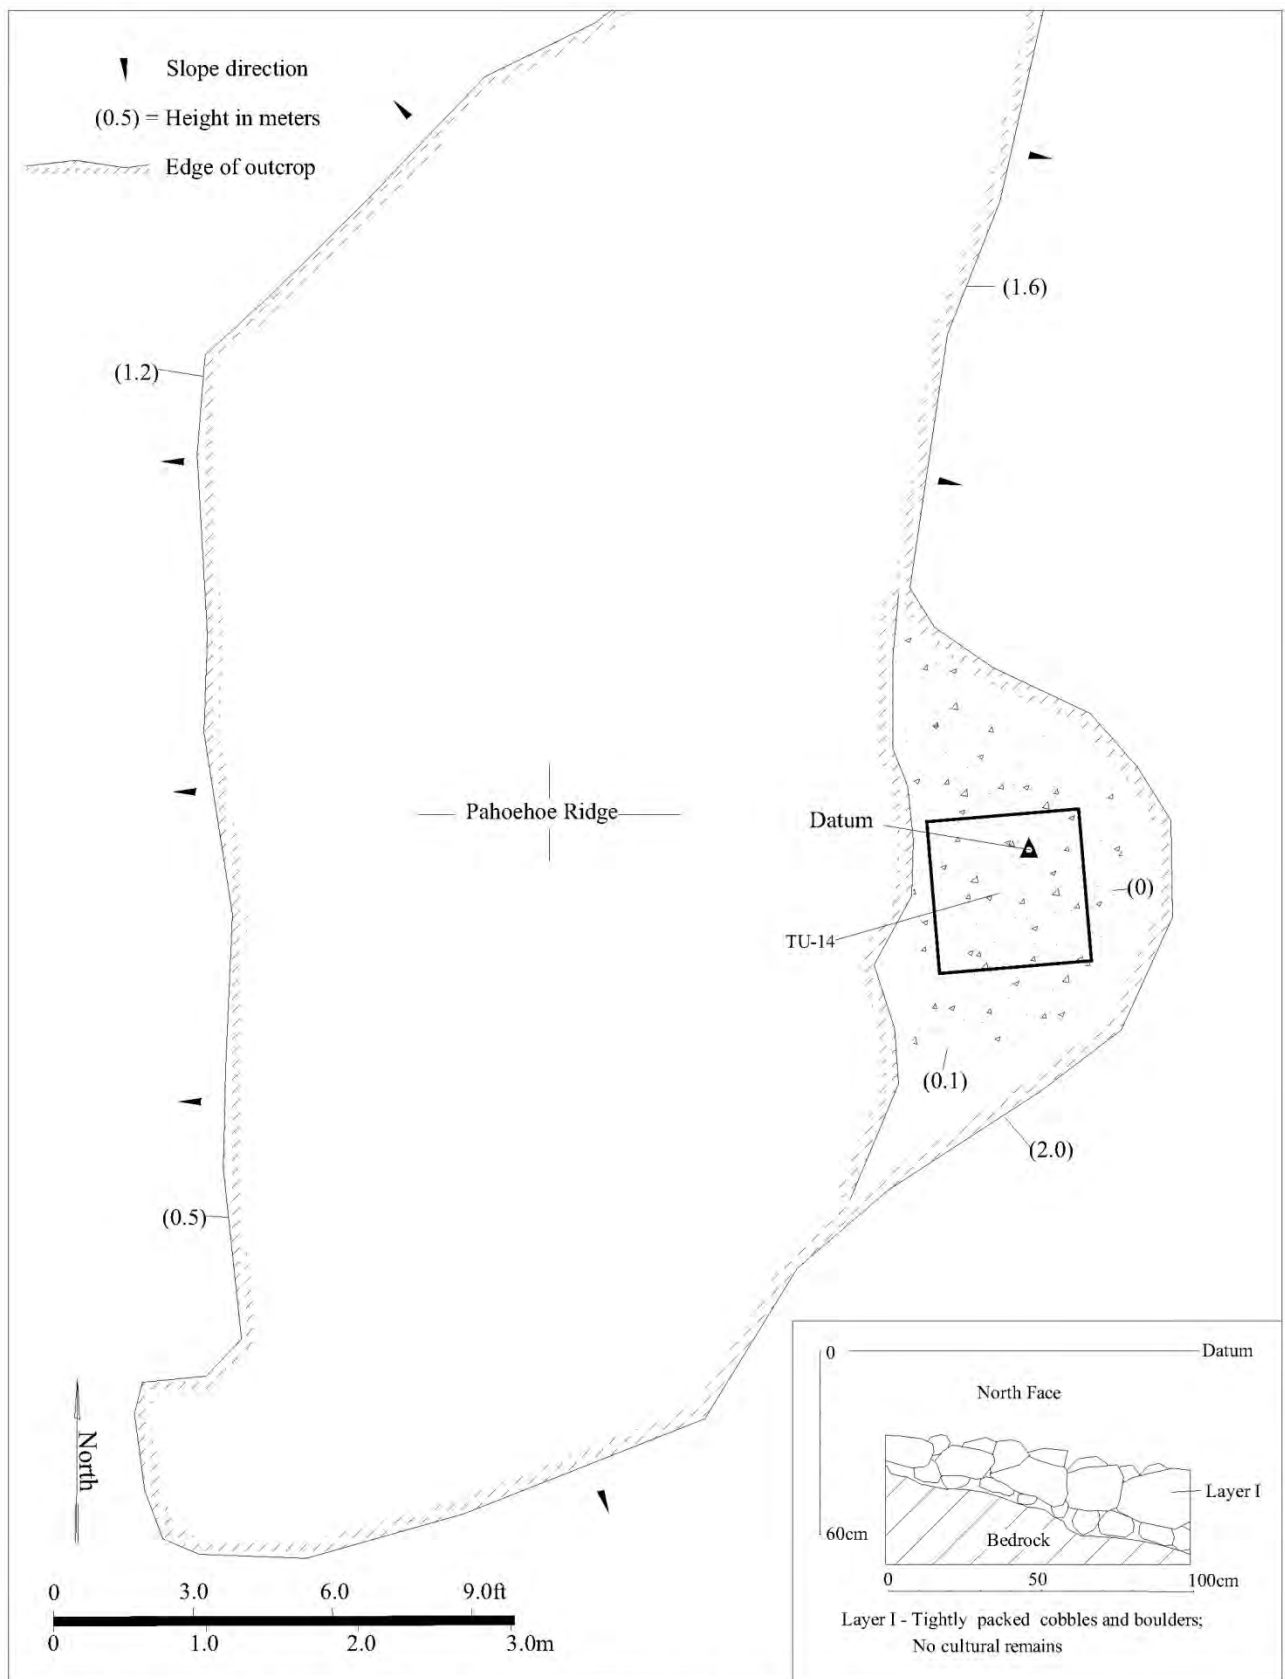 Slope direction
(0.5) = Height in meters
Edge of outcrop
(1.6)
(1.2)
Pahoehoe Ridge
Datum
(0)
TU-14
(0.1)
(2.0)
(0.5)
North
0 3.0 6.0 9.0ft
0 1.0 2.0 3.0m
0 Datum
North Face
Layer I
60cm
Bedrock
0 50 100cm
Layer I - Tightly packed cobbles and boulders;
No cultural remains